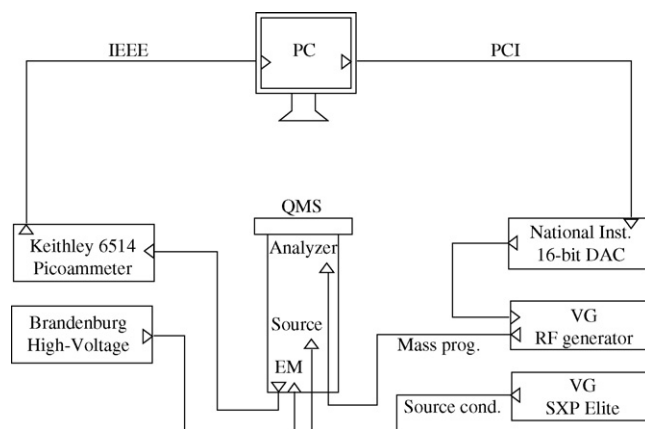 IEEE
PC
PCI
QMS
Keithley 6514
Picoammeter
Analyzer
National Inst.
16-bit DAC
Brandenburg
High-Voltage
Source
VG
RF generator
Mass prog.
EM
VG
SXP Elite
Source cond.